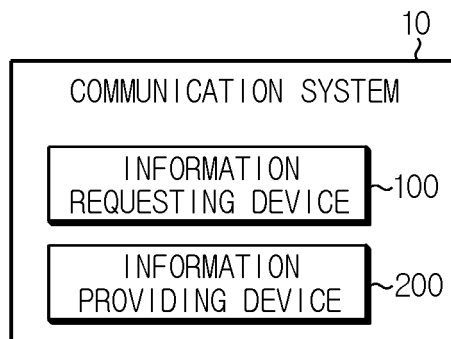 10
COMMUNICATION SYSTEM
INFORMATION
REQUESTING DEVICE
100
INFORMATION
PROVIDING DEVICE
200